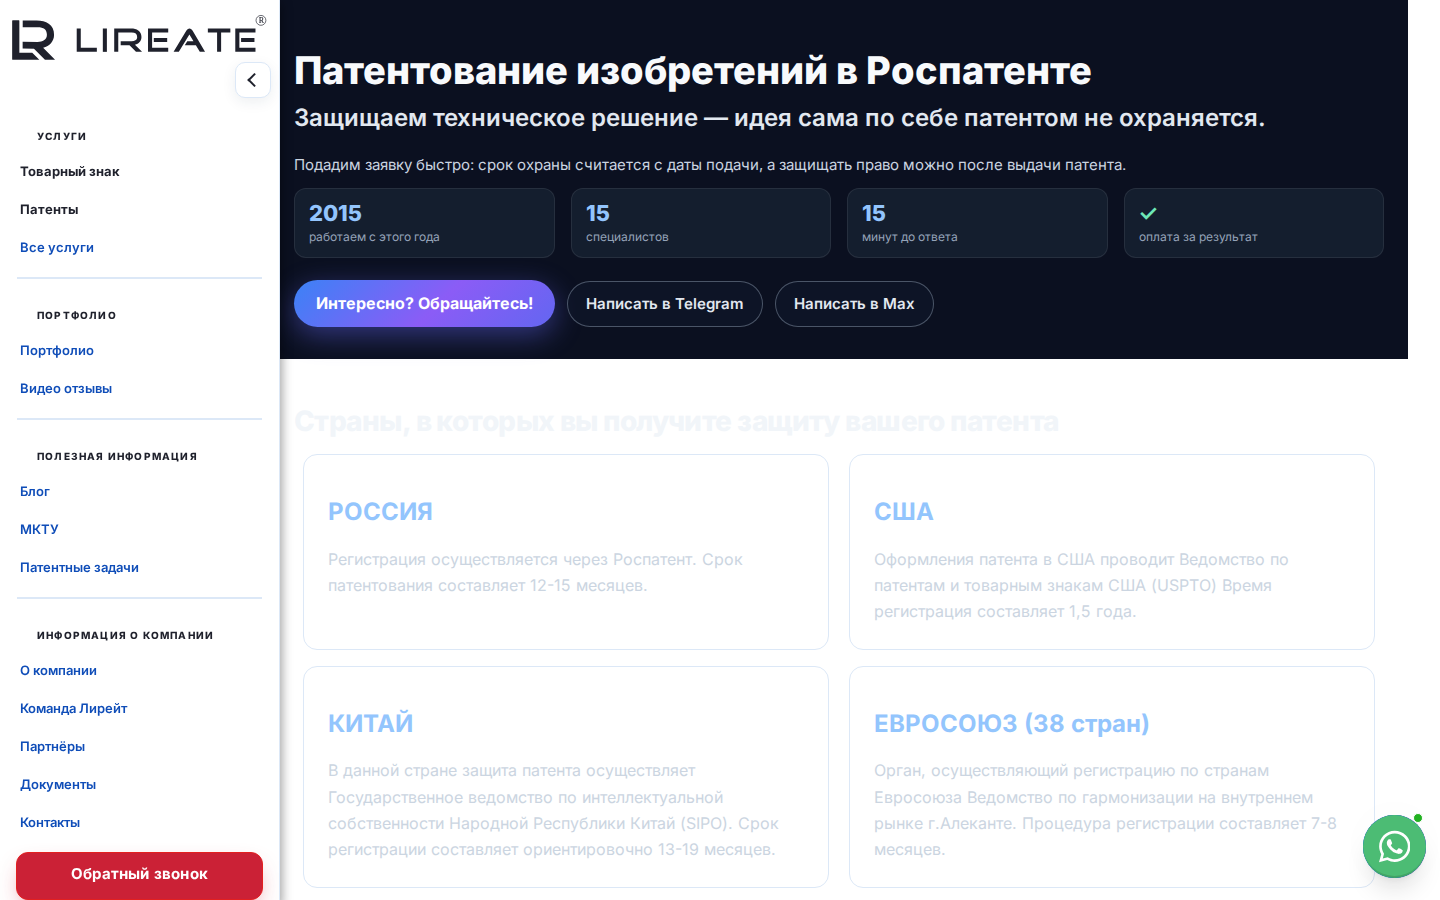 LIREATE®
УСЛУГИ
Товарный знак
Патенты
Все услуги
ПОРТФОЛИО
Портфолио
Видео отзывы
ПОЛЕЗНАЯ ИНФОРМАЦИЯ
Блог
МКТУ
Патентные задачи
ИНФОРМАЦИЯ О КОМПАНИИ
О компании
Команда Лирейт
Партнёры
Документы
Контакты
Обратный звонок
Патентование изобретений в Роспатенте
Защищаем техническое решение — идея сама по себе патентом не охраняется.
Подадим заявку быстро: срок охраны считается с даты подачи, а защищать право можно после выдачи патента.
2015
работаем с этого года
15
специалистов
15
минут до ответа
✓
оплата за результат
Интересно? Обращайтесь!
Написать в Telegram
Написать в Max
Страны, в которых вы получите защиту вашего патента
РОССИЯ
Регистрация осуществляется через Роспатент. Срок
патентования составляет 12-15 месяцев.
США
Оформления патента в США проводит Ведомство по
патентам и товарным знакам США (USPTO) Время
регистрация составляет 1,5 года.
КИТАЙ
В данной стране защита патента осуществляет
Государственное ведомство по интеллектуальной
собственности Народной Республики Китай (SIPO). Срок
регистрации составляет ориентировочно 13-19 месяцев.
ЕВРОСОЮЗ (38 стран)
Орган, осуществляющий регистрацию по странам
Евросоюза Ведомство по гармонизации на внутреннем
рынке г.Алеканте. Процедура регистрации составляет 7-8
месяцев.